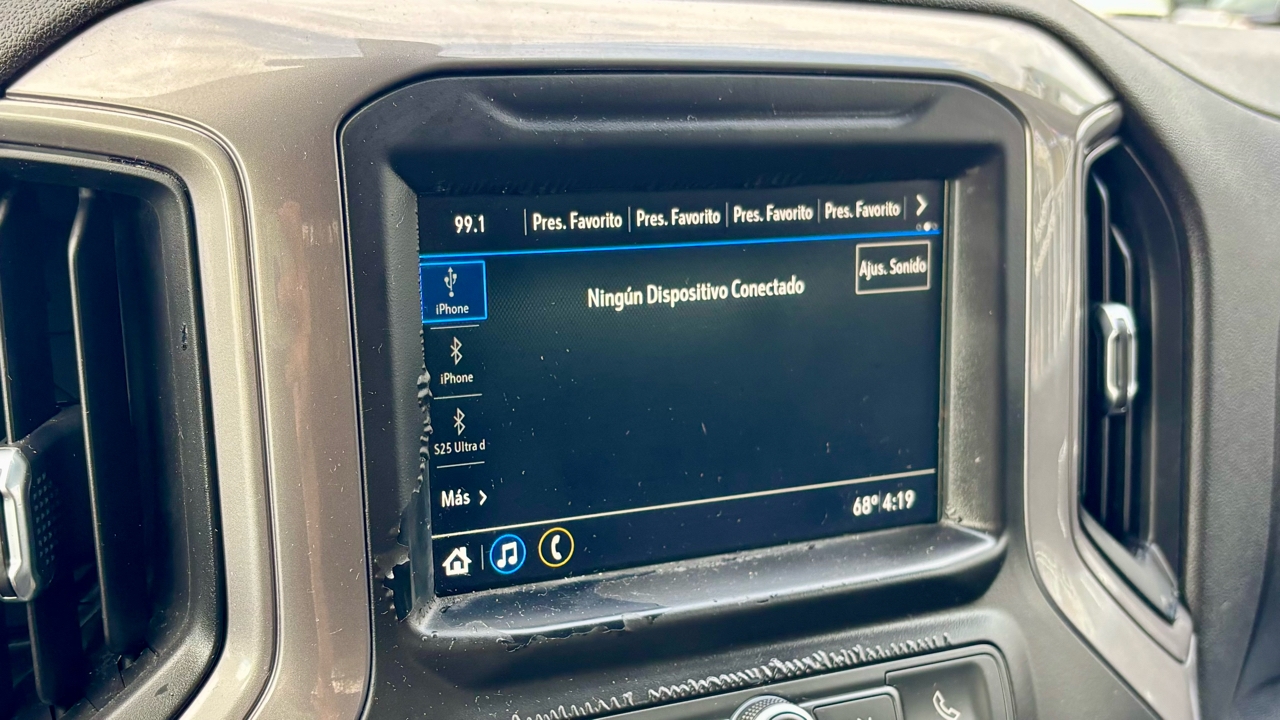 99.1 Pres. Favorito Pres. Favorito Pres. Favorito Pres. Favorito
Ajus. Sonido
Ningún Dispositivo Conectado
iPhone
iPhone
S25 Ultra d
Más
68° 4:19